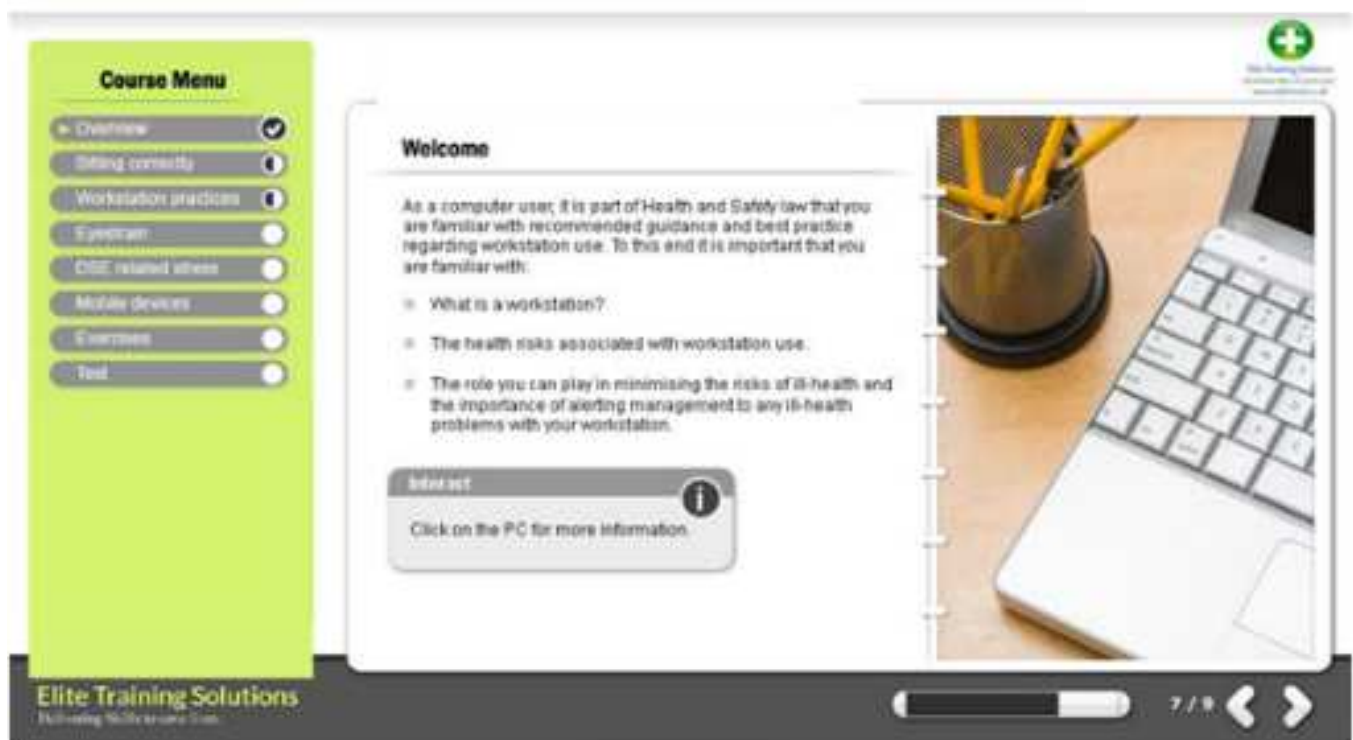 Course Menu
Overview
Sitting correctly
Workstation practices
Eyestrain
DSE related stress
Mobile devices
Exercises
Test
Welcome
As a computer user, it is part of Health and Safety law that you
are familiar with recommended guidance and best practice
regarding workstation use. To this end it is important that you
are familiar with:
What is a workstation?
The health risks associated with workstation use.
The role you can play in minimising the risks of ill-health and
the importance of alerting management to any ill-health
problems with your workstation.
Interact
Click on the PC for more information.
Elite Training Solutions
7 / 9